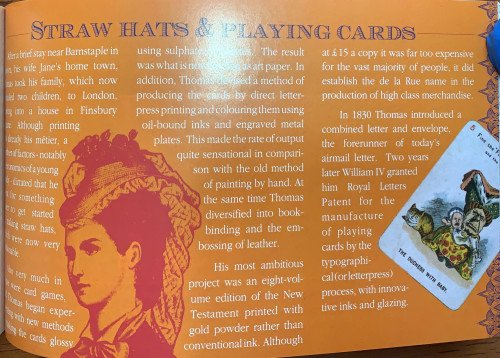 STRAW HATS & PLAYING CARDS
After a brief stay near Barnstaple in
his wife Jane's home town,
took his family, which now
two children, to London,
into a house in Finsbury
Although printing
already his métier, a
of factors - notably
of a young
dictated that he
for something
to get started
making straw hats,
were now very
very much in
were card games,
Thomas began exper-
with new methods
the cards glossy
using sulphate
The result
was what is now as art paper. In
addition, Thomas devised a method of
producing the cards by direct letter-
press printing and colouring them using
oil-bound inks and engraved metal
plates. This made the rate of output
quite sensational in compari-
son with the old method
of painting by hand. At
the same time Thomas
diversified into book-
binding and the em-
bossing of leather.
His most ambitious
project was an eight-vol-
ume edition of the New
Testament printed with
gold powder rather than
conventional ink. Although
at £15 a copy it was far too expensive
for the vast majority of people, it did
establish the de la Rue name in the
production of high class merchandise.
In 1830 Thomas introduced a
combined letter and envelope,
the forerunner of today's
airmail letter. Two years
later William IV granted
him Royal Letters
Patent for the
manufacture
of playing
cards by the
typographi-
cal (or letterpress)
process, with innova-
tive inks and glazing.
5
THE DUCHESS WITH BABY.